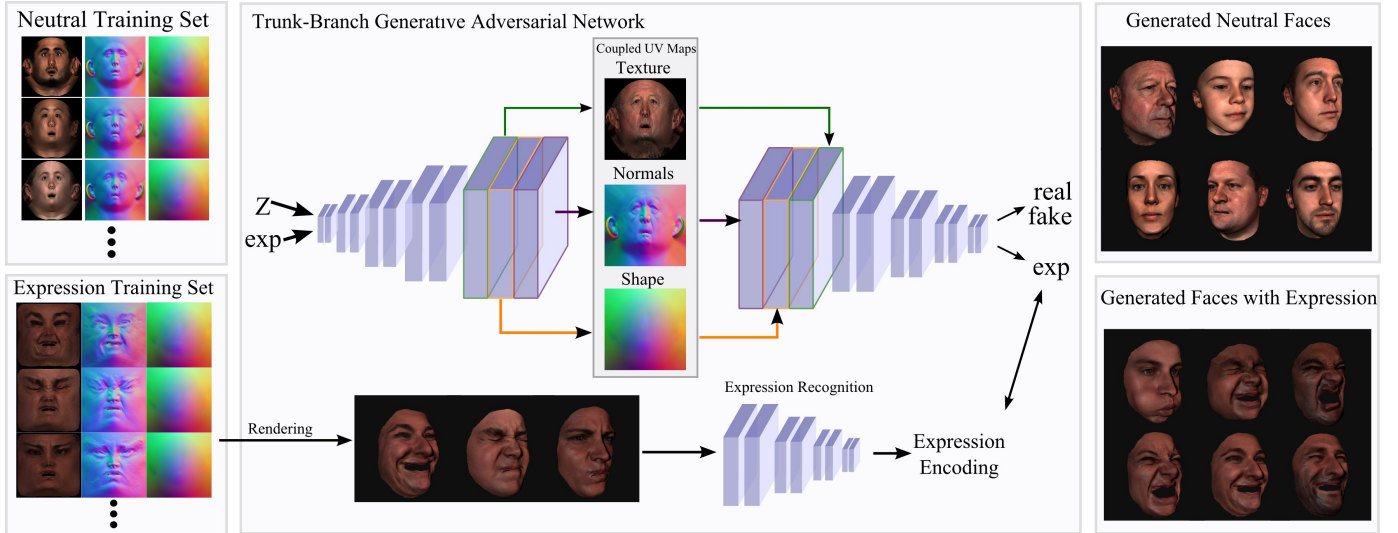 Neutral Training Set
Expression Training Set
Trunk-Branch Generative Adversarial Network
Coupled UV Maps
Texture
Normals
Shape
Z
exp
real
fake
exp
Rendering
Expression Recognition
Expression
Encoding
Generated Neutral Faces
Generated Faces with Expression